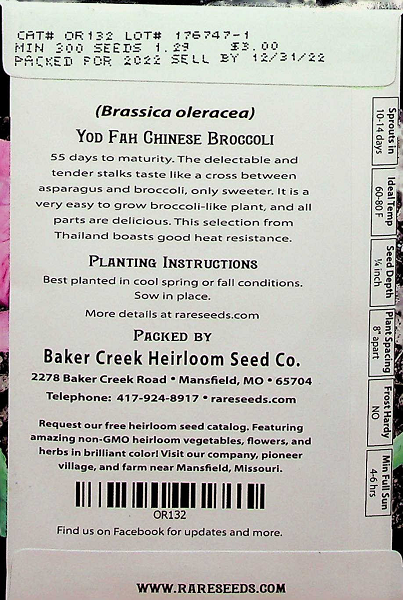 CAT# OR132 LOT# 176747-1
MIN 300 SEEDS 1.29 $3.00
PACKED FOR 2022 SELL BY 12/31/22
(Brassica oleracea)
Yod Fah Chinese Broccoli
55 days to maturity. The delectable and
tender stalks taste like a cross between
asparagus and broccoli, only sweeter. It is a
very easy to grow broccoli-like plant, and all
parts are delicious. This selection from
Thailand boasts good heat resistance.
Planting Instructions
Best planted in cool spring or fall conditions.
Sow in place.
More details at rareseeds.com
Packed by
Baker Creek Heirloom Seed Co.
2278 Baker Creek Road • Mansfield, MO • 65704
Telephone: 417-924-8917 • rareseeds.com
Request our free heirloom seed catalog. Featuring
amazing non-GMO heirloom vegetables, flowers, and
herbs in brilliant color! Visit our company, pioneer
village, and farm near Mansfield, Missouri.
OR132
Find us on Facebook for updates and more.
www.rareseeds.com
Sprouts in
10-14 days
Ideal Temp
60-80 F
Seed Depth
¼ inch
Plant Spacing
8" apart
Frost Hardy
NO
Min Full Sun
4-6 hrs